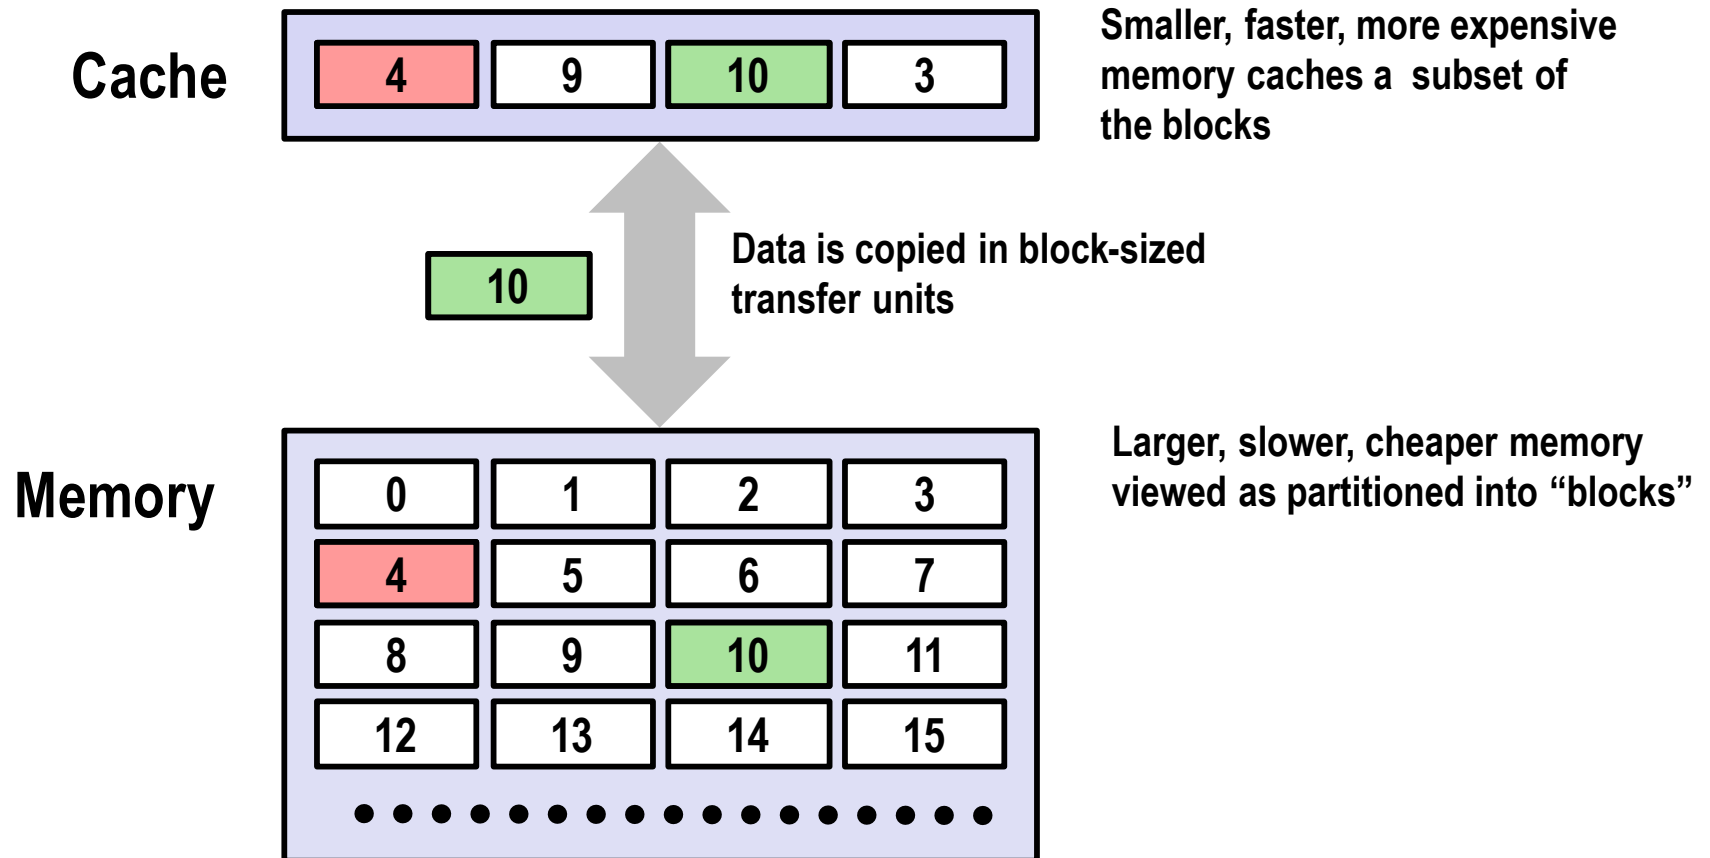 Cache
4 9 10 3
Smaller, faster, more expensive
memory caches a subset of
the blocks
10
Data is copied in block-sized
transfer units
Memory
0 1 2 3
4 5 6 7
8 9 10 11
12 13 14 15
Larger, slower, cheaper memory
viewed as partitioned into “blocks”